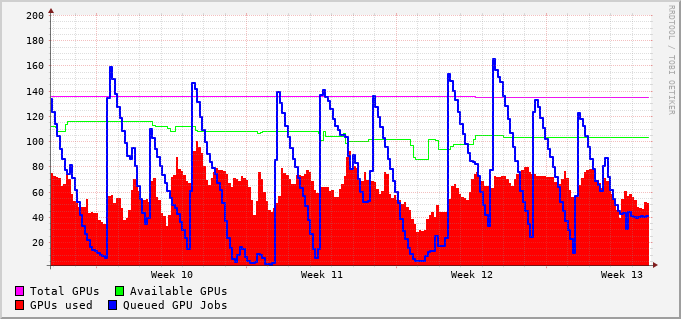 200
180
160
140
120
100
80
60
40
20
Week 10 Week 11 Week 12 Week 13
Total GPUs Available GPUs
GPUs used Queued GPU Jobs
RRDTOOL / TOBI OETIKER